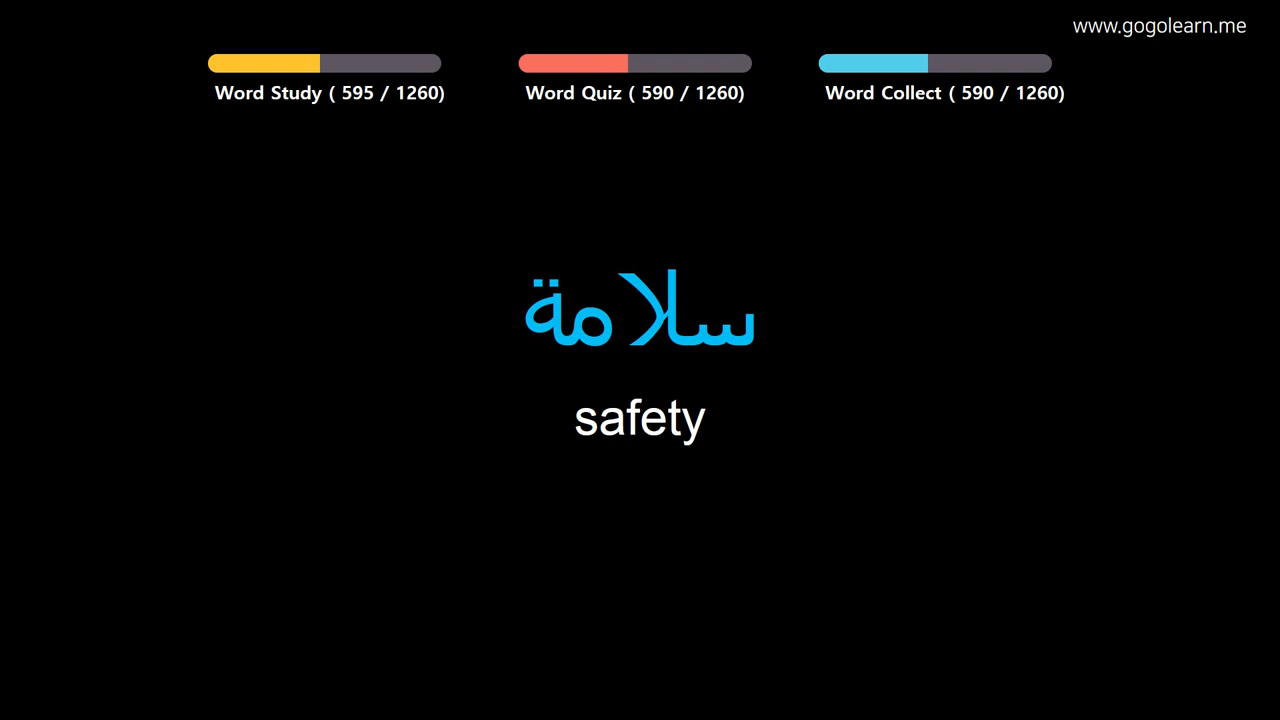 www.gogolearn.me
Word Study ( 595 / 1260)
Word Quiz ( 590 / 1260)
Word Collect ( 590 / 1260)
سلامة
safety